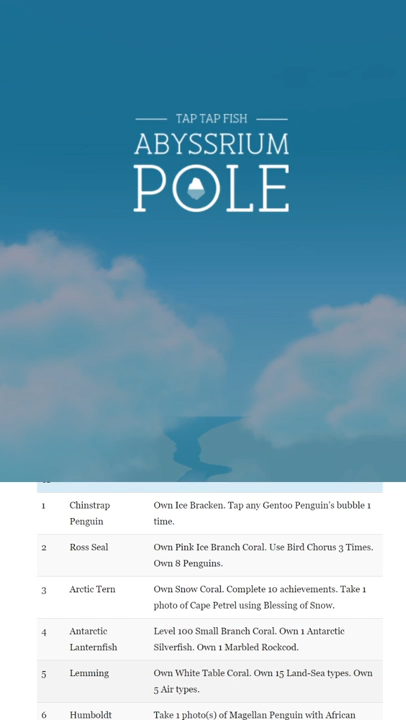 TAP TAP FISH
ABYSSRIUM
POLE
1 Chinstrap Penguin Own Ice Bracken. Tap any Gentoo Penguin's bubble 1
time.
2 Ross Seal Own Pink Ice Branch Coral. Use Bird Chorus 3 Times.
Own 8 Penguins.
3 Arctic Tern Own Snow Coral. Complete 10 achievements. Take 1
photo of Cape Petrel using Blessing of Snow.
4 Antarctic Lanternfish Level 100 Small Branch Coral. Own 1 Antarctic
Silverfish. Own 1 Marbled Rockcod.
5 Lemming Own White Table Coral. Own 15 Land-Sea types. Own
5 Air types.
6 Humboldt Take 1 photo(s) of Magellan Penguin with African